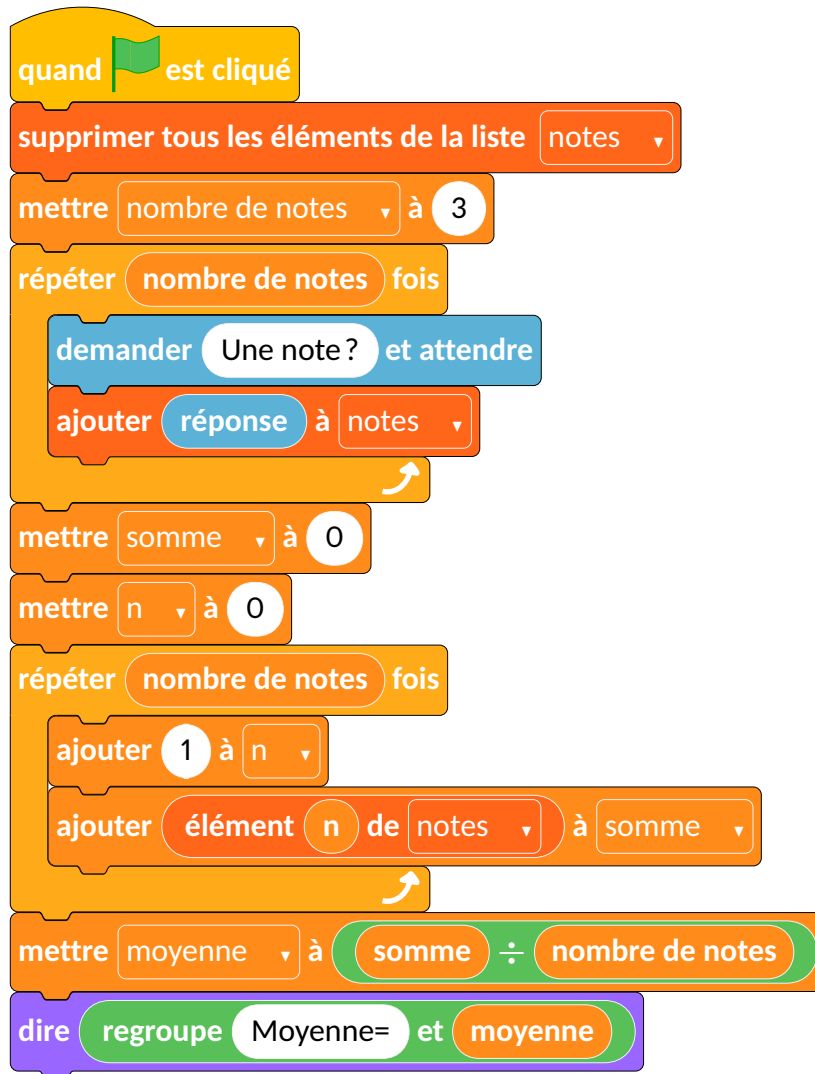 quand est cliqué
supprimer tous les éléments de la liste notes
mettre nombre de notes à 3
répéter nombre de notes fois
demander Une note ? et attendre
ajouter réponse à notes
mettre somme à 0
mettre n à 0
répéter nombre de notes fois
ajouter 1 à n
ajouter élément n de notes à somme
mettre moyenne à somme ÷ nombre de notes
dire regroupe Moyenne= et moyenne